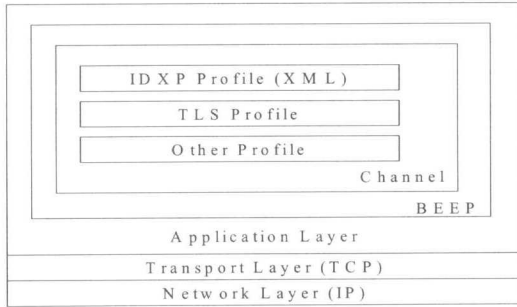 IDXP Profile (XML)
TLS Profile
Other Profile
Channel
BEEP
Application Layer
Transport Layer (TCP)
Network Layer (IP)